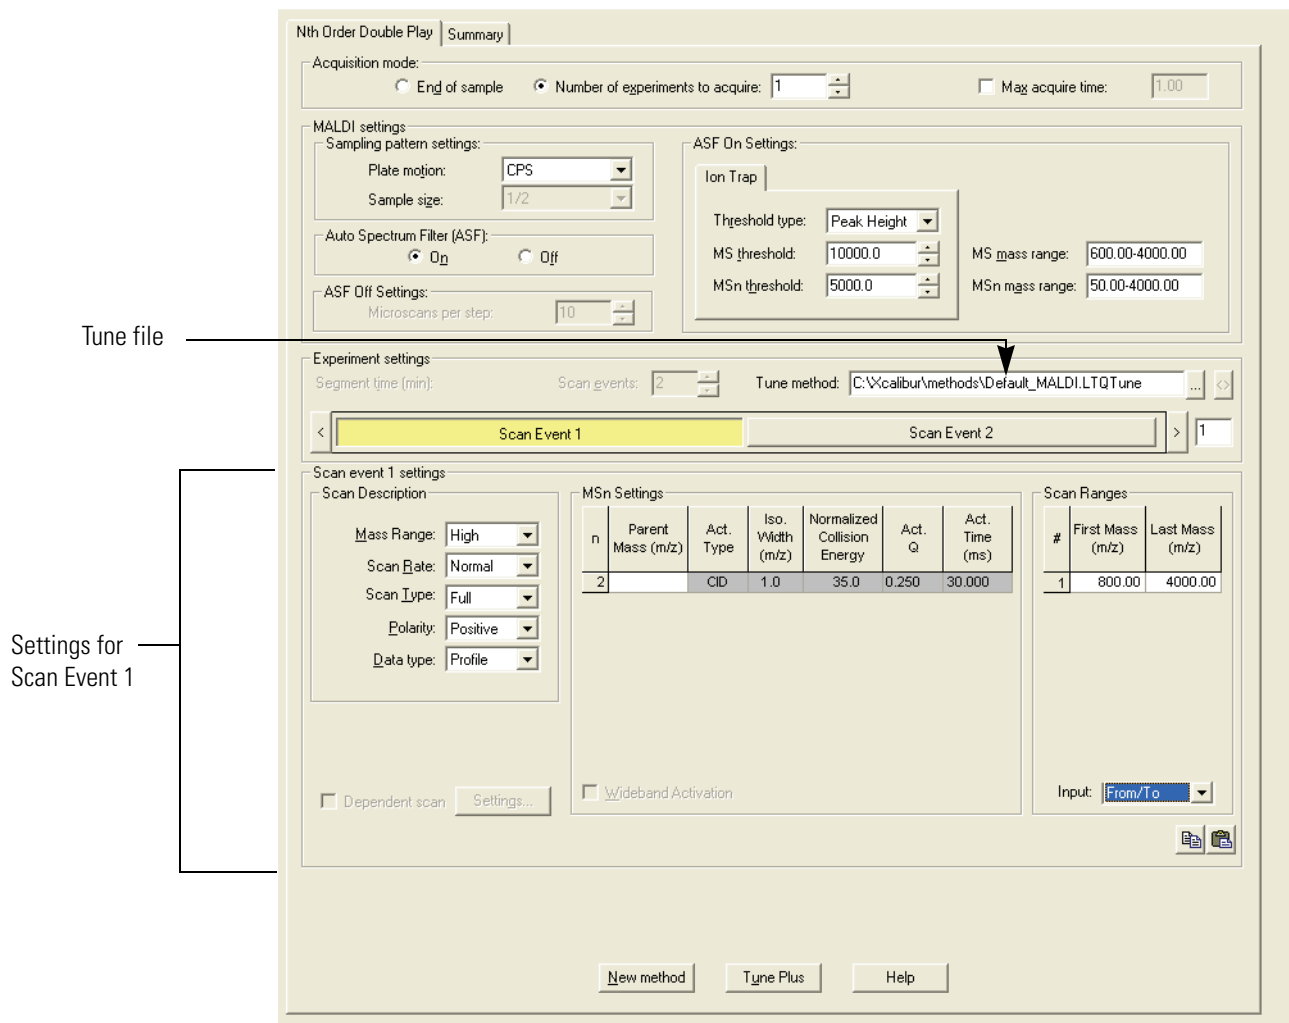 Nth Order Double Play Summary
Acquisition mode:
End of sample Number of experiments to acquire: 1 Max acquire time: 1.00
MALDI settings
Sampling pattern settings: ASF On Settings:
Plate motion: CPS
Ion Trap
Sample size: 1/2
Threshold type: Peak Height
Auto Spectrum Filter (ASF):
On Off
MS threshold: 10000.0 MS mass range: 600.00-4000.00
MSn threshold: 5000.0 MSn mass range: 50.00-4000.00
ASF Off Settings:
Microscans per step: 10
Tune file
Experiment settings
Segment time (min): Scan events: 2 Tune method: C:\Xcalibur\methods\Default_MALDI.LTQTune ... <>
< Scan Event 1 Scan Event 2 > 1
Scan event 1 settings
Scan Description MSn Settings Scan Ranges
Mass Range: High
Scan Rate: Normal
Scan Type: Full
Polarity: Positive
Data type: Profile
n Parent Mass (m/z) Act. Type Iso. Width (m/z) Normalized Collision Energy Act. Q Act. Time (ms)
2 CID 1.0 35.0 0.250 30.000
# First Mass (m/z) Last Mass (m/z)
1 800.00 4000.00
Settings for
Scan Event 1
Dependent scan Settings... Wideband Activation Input: From/To
New method Tune Plus Help